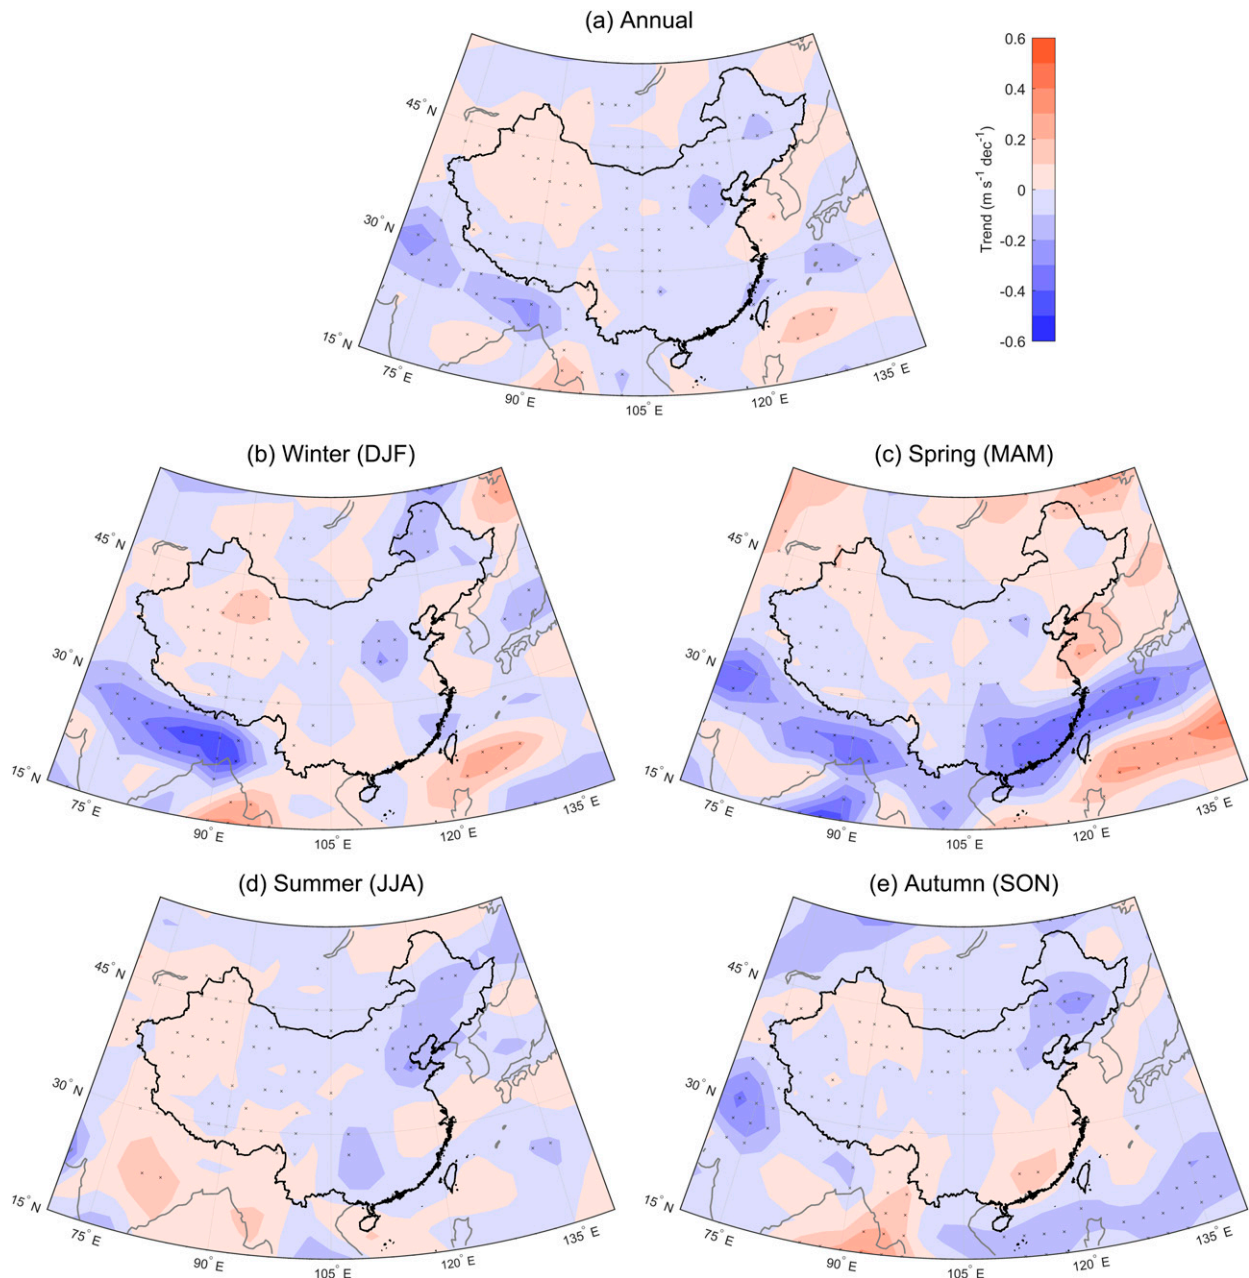 (a) Annual
45° N
30° N
15° N
75° E
90° E
105° E
120° E
135° E
0.6
0.4
0.2
0
-0.2
-0.4
-0.6
Trend (m s⁻¹ dec⁻¹)
(b) Winter (DJF)
45° N
30° N
15° N
75° E
90° E
105° E
120° E
135° E
(c) Spring (MAM)
45° N
30° N
15° N
75° E
90° E
105° E
120° E
135° E
(d) Summer (JJA)
45° N
30° N
15° N
75° E
90° E
105° E
120° E
135° E
(e) Autumn (SON)
45° N
30° N
15° N
75° E
90° E
105° E
120° E
135° E